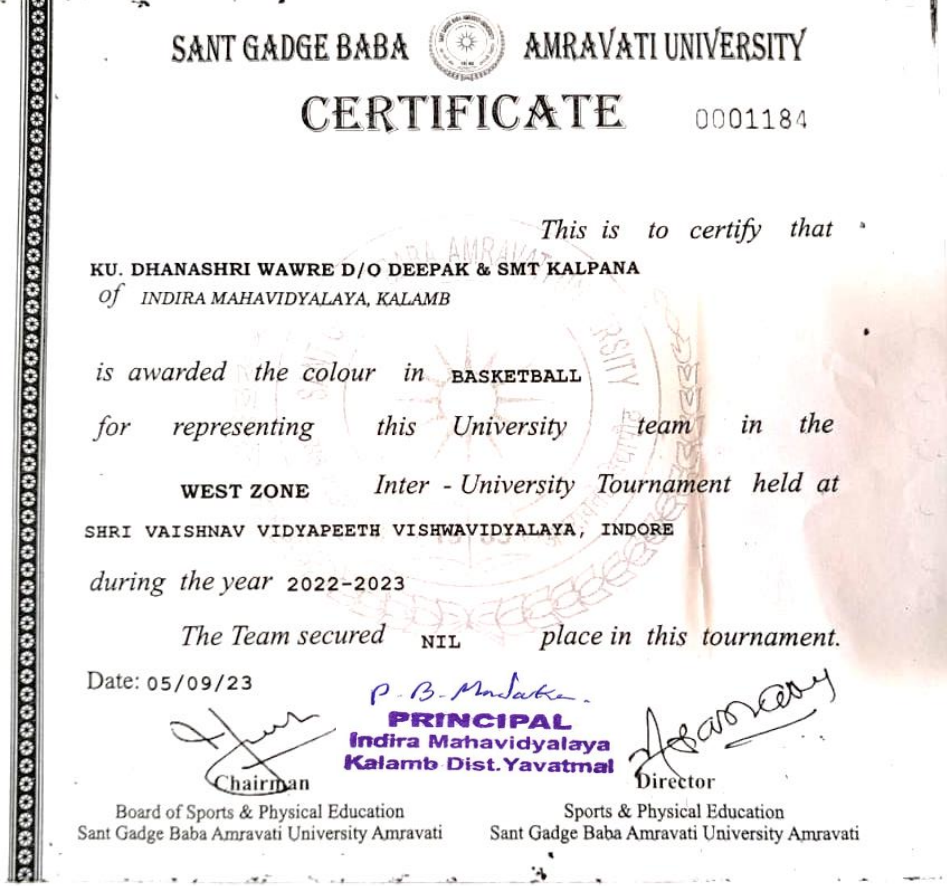 SANT GADGE BABA AMRAVATI UNIVERSITY
CERTIFICATE 0001184
This is to certify that
KU. DHANASHRI WAWRE D/O DEEPAK & SMT KALPANA
of INDIRA MAHAVIDYALAYA, KALAMB
is awarded the colour in BASKETBALL
for representing this University team in the
WEST ZONE Inter - University Tournament held at
SHRI VAISHNAV VIDYAPEETH VISHWAVIDYALAYA, INDORE
during the year 2022-2023
The Team secured NIL place in this tournament.
Date: 05/09/23
PRINCIPAL
Indira Mahavidyalaya
Kalamb Dist.Yavatmal
Chairman
Board of Sports & Physical Education
Sant Gadge Baba Amravati University Amravati
Director
Sports & Physical Education
Sant Gadge Baba Amravati University Amravati